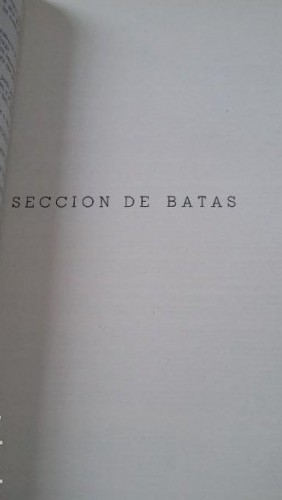 SECCION DE BATAS